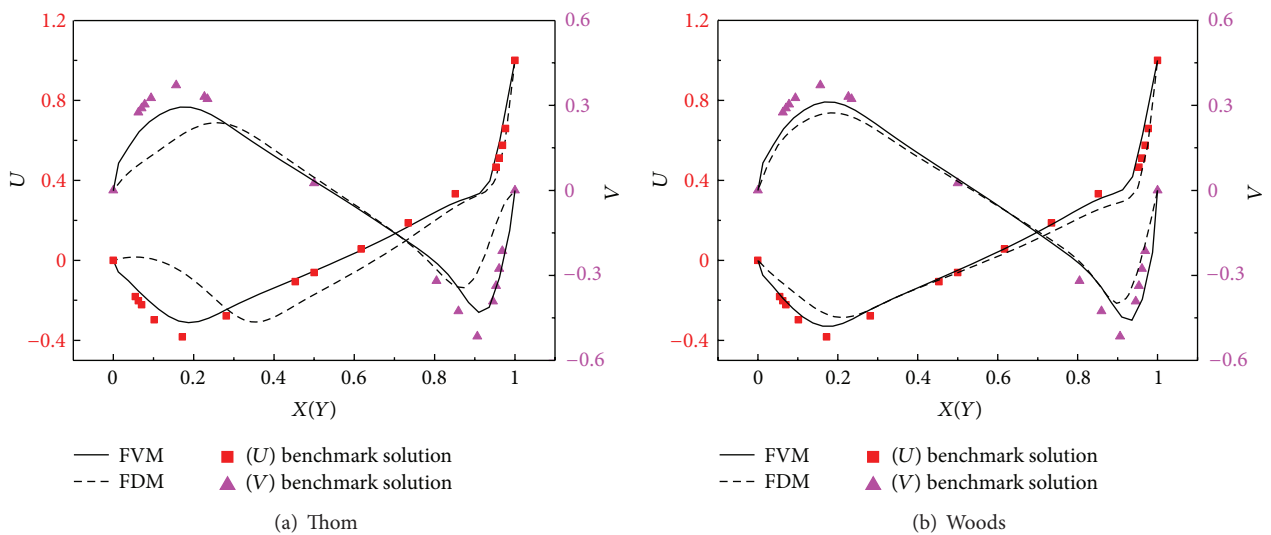 1.2
0.8
0.4
0
−0.4
U
0.6
0.3
0
−0.3
−0.6
V
0 0.2 0.4 0.6 0.8 1
X(Y)
FVM
FDM
(U) benchmark solution
(V) benchmark solution
(a) Thom
1.2
0.8
0.4
0
−0.4
U
0.6
0.3
0
−0.3
−0.6
V
0 0.2 0.4 0.6 0.8 1
X(Y)
FVM
FDM
(U) benchmark solution
(V) benchmark solution
(b) Woods